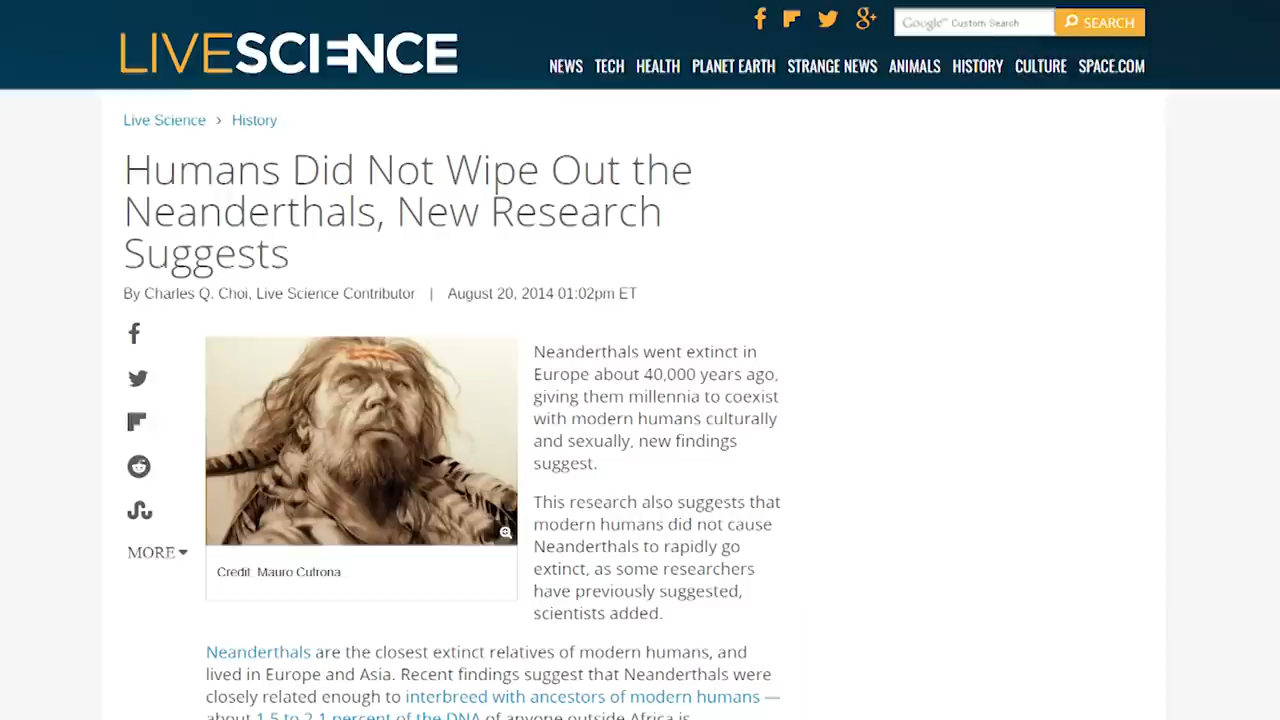 LIVESCIENCE
Google™ Custom Search
SEARCH
NEWS TECH HEALTH PLANET EARTH STRANGE NEWS ANIMALS HISTORY CULTURE SPACE.COM
Live Science › History
Humans Did Not Wipe Out the
Neanderthals, New Research
Suggests
By Charles Q. Choi, Live Science Contributor | August 20, 2014 01:02pm ET
MORE
Credit: Mauro Cutrona
Neanderthals went extinct in
Europe about 40,000 years ago,
giving them millennia to coexist
with modern humans culturally
and sexually, new findings
suggest.
This research also suggests that
modern humans did not cause
Neanderthals to rapidly go
extinct, as some researchers
have previously suggested,
scientists added.
Neanderthals are the closest extinct relatives of modern humans, and
lived in Europe and Asia. Recent findings suggest that Neanderthals were
closely related enough to interbreed with ancestors of modern humans —
about 1.5 to 2.1 percent of the DNA of anyone outside Africa is